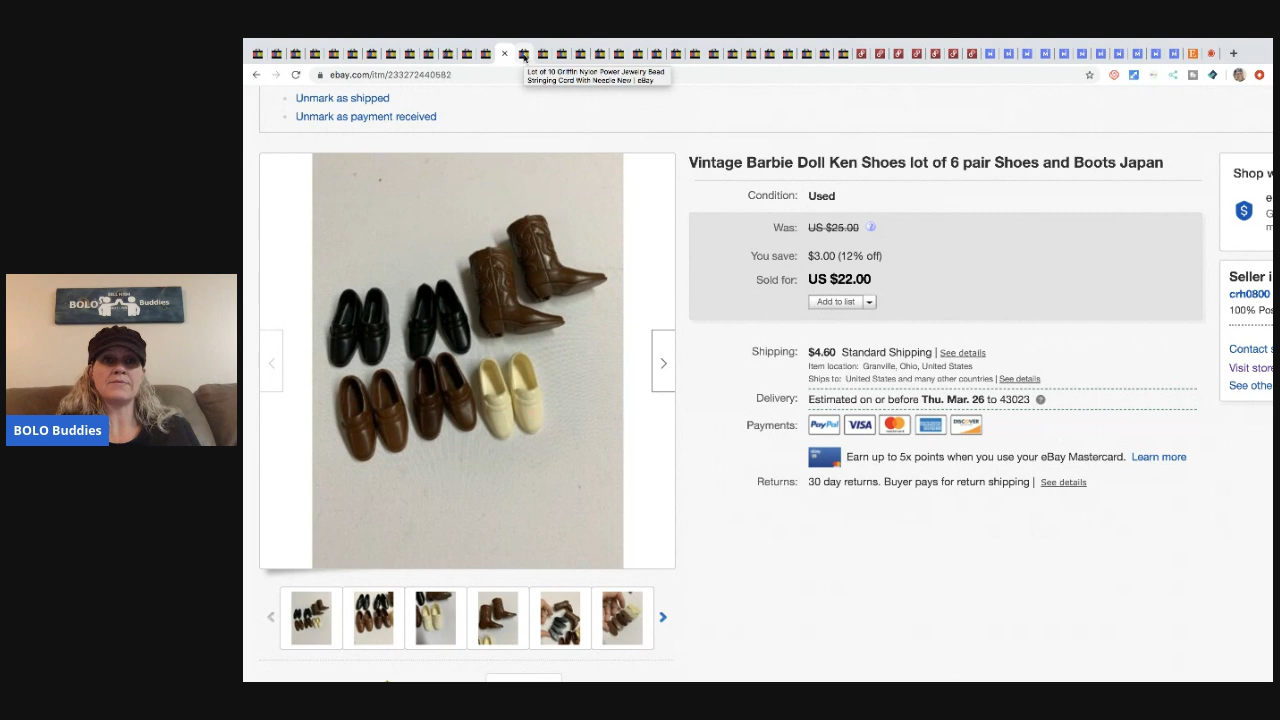 Lot of 10 Griffin Nylon Power Jewelry Bead
Stringing Cord With Needle New | eBay
ebay.com/itm/233272440582
Unmark as shipped
Unmark as payment received
Vintage Barbie Doll Ken Shoes lot of 6 pair Shoes and Boots Japan
Condition: Used
Was: US $25.00
You save: $3.00 (12% off)
Sold for: US $22.00
Add to list
Shipping: $4.60 Standard Shipping | See details
Item location: Granville, Ohio, United States
Ships to: United States and many other countries | See details
Delivery: Estimated on or before Thu. Mar. 26 to 43023
Payments: PayPal VISA MasterCard AMERICAN EXPRESS DISCOVER
Earn up to 5x points when you use your eBay Mastercard. Learn more
Returns: 30 day returns. Buyer pays for return shipping | See details
Shop w
Seller i
crh0800
100% Pos
Contact s
Visit store
See othe
BOLO Buddies
BOLO Buddies